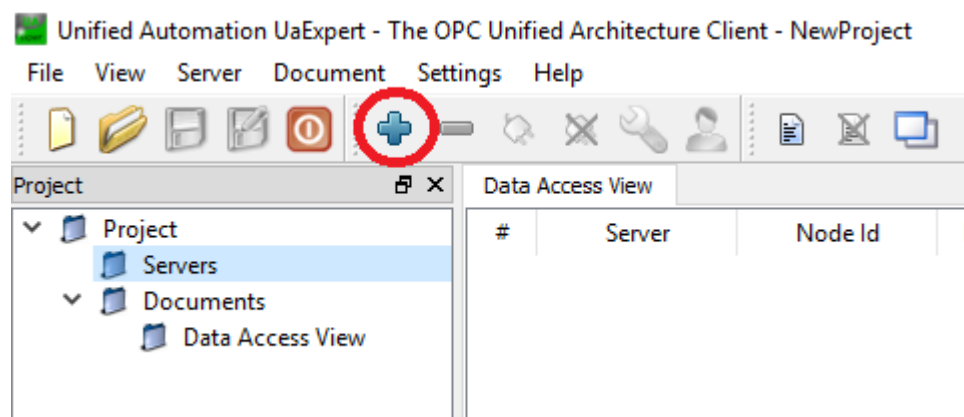 Unified Automation UaExpert - The OPC Unified Architecture Client - NewProject
File View Server Document Settings Help
Project
Data Access View
Project
# Server Node Id
Servers
Documents
Data Access View